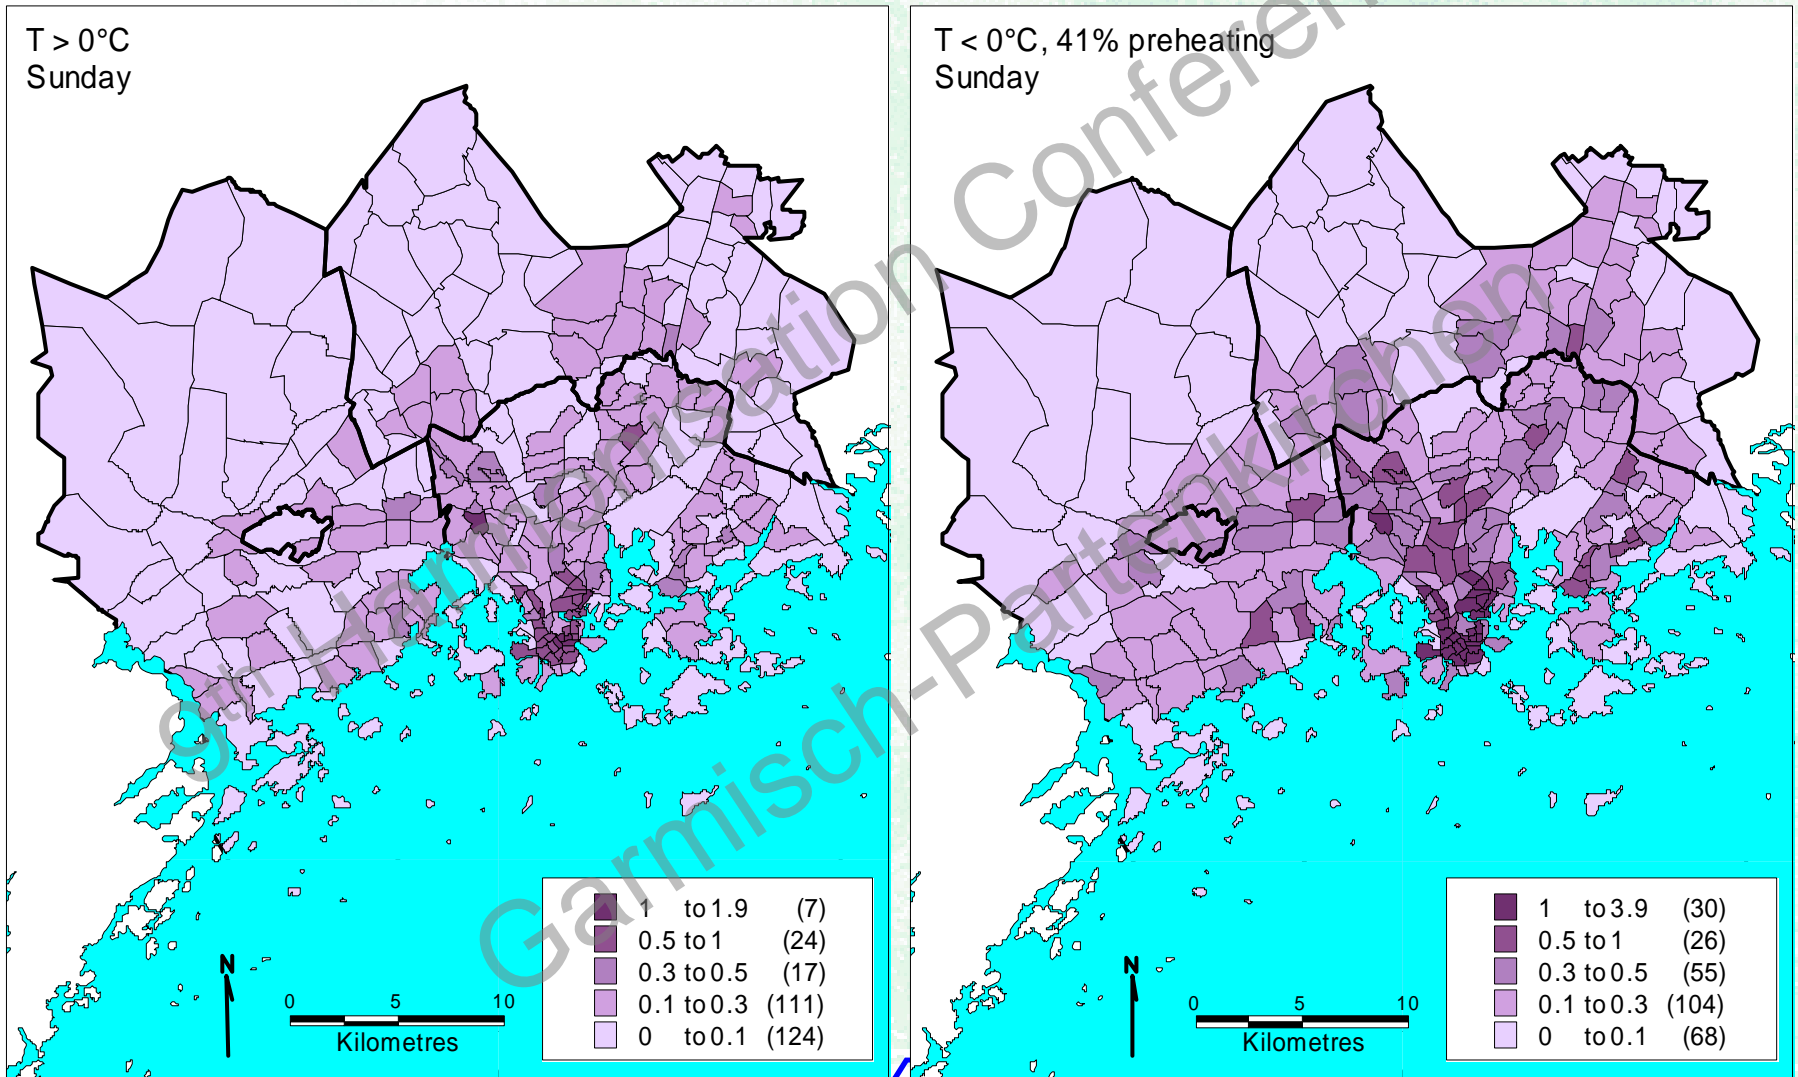 T > 0°C
Sunday
1 to 1.9 (7)
0.5 to 1 (24)
0.3 to 0.5 (17)
0.1 to 0.3 (111)
0 to 0.1 (124)
N
0 5 10
Kilometres
T < 0°C, 41% preheating
Sunday
1 to 3.9 (30)
0.5 to 1 (26)
0.3 to 0.5 (55)
0.1 to 0.3 (104)
0 to 0.1 (68)
N
0 5 10
Kilometres
9th Harmonisation Conferen
Garmisch-Partenkirchen